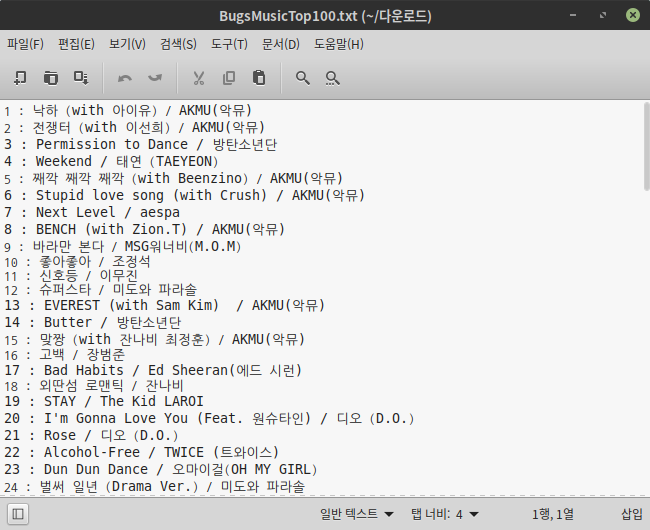 BugsMusicTop100.txt (~/다운로드)
파일(F) 편집(E) 보기(V) 검색(S) 도구(T) 문서(D) 도움말(H)
1 : 낙하 (with 아이유) / AKMU(악뮤)
2 : 전쟁터 (with 이선희) / AKMU(악뮤)
3 : Permission to Dance / 방탄소년단
4 : Weekend / 태연 (TAEYEON)
5 : 째깍 째깍 째깍 (with Beenzino) / AKMU(악뮤)
6 : Stupid love song (with Crush) / AKMU(악뮤)
7 : Next Level / aespa
8 : BENCH (with Zion.T) / AKMU(악뮤)
9 : 바라만 본다 / MSG워너비(M.O.M)
10 : 좋아좋아 / 조정석
11 : 신호등 / 이무진
12 : 슈퍼스타 / 미도와 파라솔
13 : EVEREST (with Sam Kim)  / AKMU(악뮤)
14 : Butter / 방탄소년단
15 : 맞짱 (with 잔나비 최정훈) / AKMU(악뮤)
16 : 고백 / 장범준
17 : Bad Habits / Ed Sheeran(에드 시런)
18 : 외딴섬 로맨틱 / 잔나비
19 : STAY / The Kid LAROI
20 : I'm Gonna Love You (Feat. 원슈타인) / 디오 (D.O.)
21 : Rose / 디오 (D.O.)
22 : Alcohol-Free / TWICE (트와이스)
23 : Dun Dun Dance / 오마이걸(OH MY GIRL)
24 : 벌써 일년 (Drama Ver.) / 미도와 파라솔
일반 텍스트 탭 너비: 4 1행, 1열 삽입